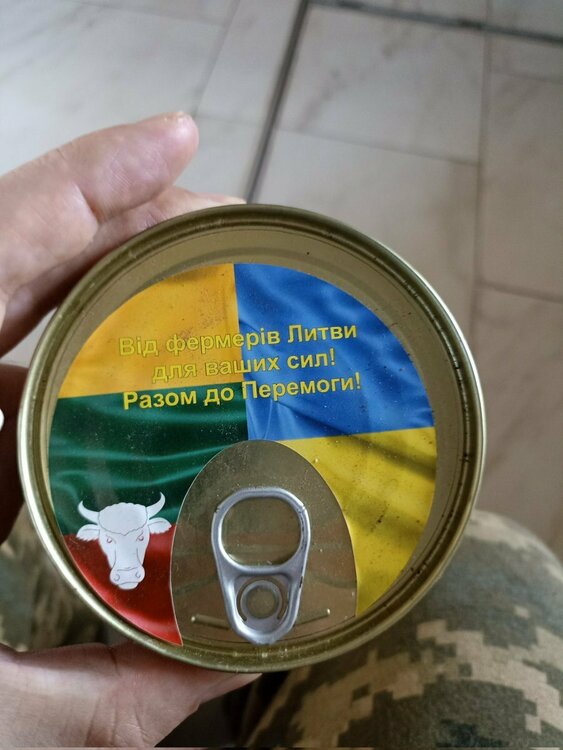 Від фермерів Литви
для ваших сил!
Разом до Перемоги!